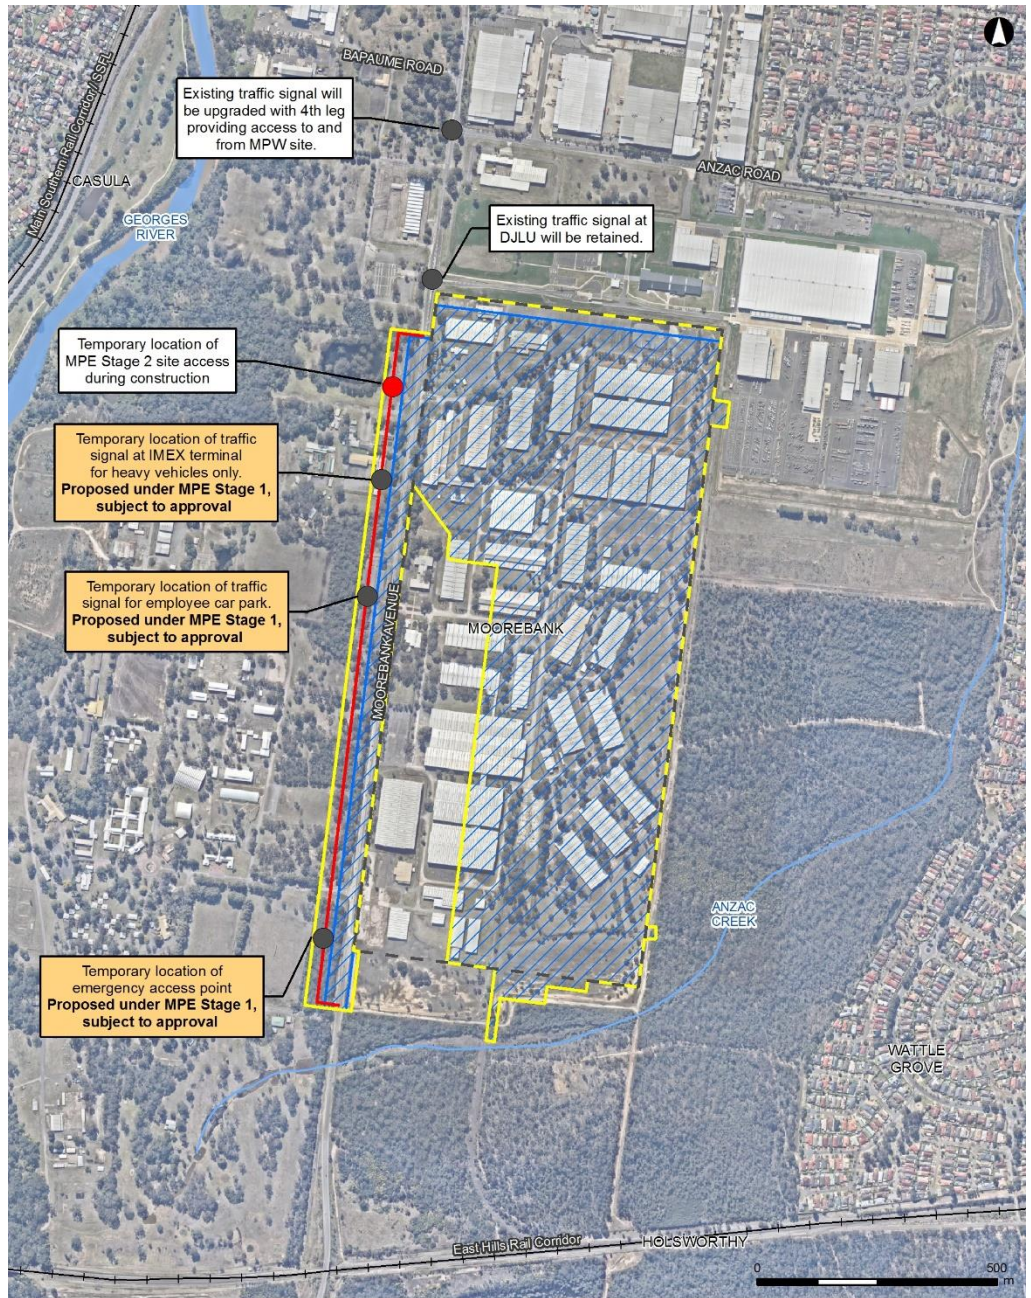 BAPAUME ROAD
Existing traffic signal will
be upgraded with 4th leg
providing access to and
from MPW site.
Main Southern Rail Corridor / SSFL
CASULA
ANZAC ROAD
GEORGES
RIVER
Existing traffic signal at
DJLU will be retained.
Temporary location of
MPE Stage 2 site access
during construction
Temporary location of traffic
signal at IMEX terminal
for heavy vehicles only.
Proposed under MPE Stage 1,
subject to approval
Temporary location of traffic
signal for employee car park.
Proposed under MPE Stage 1,
subject to approval
MOOREBANK AVENUE
MOOREBANK
ANZAC
CREEK
Temporary location of
emergency access point
Proposed under MPE Stage 1,
subject to approval
WATTLE
GROVE
East Hills Rail Corridor
HOLSWORTHY
0 500
m